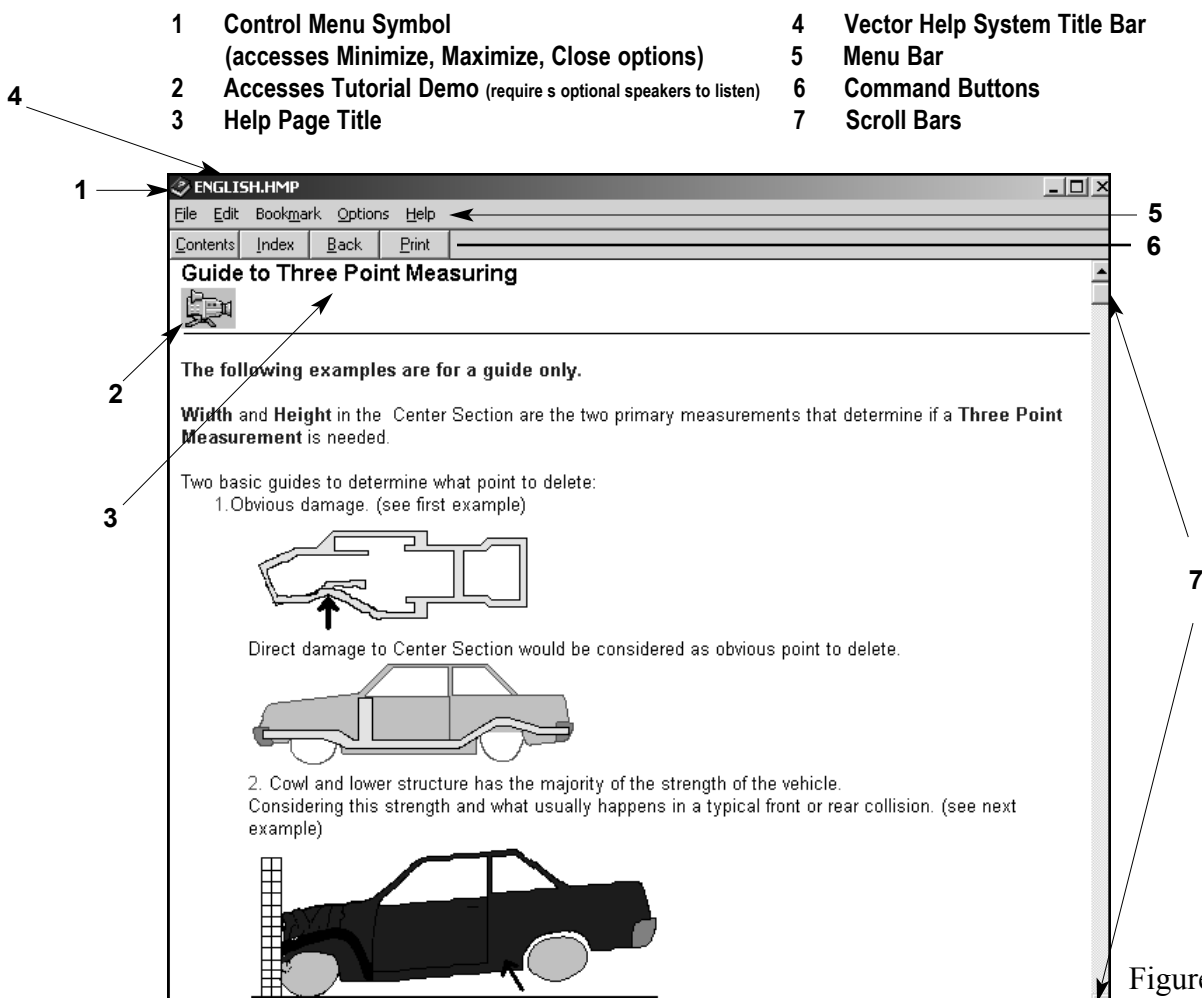 1 Control Menu Symbol
(accesses Minimize, Maximize, Close options)
2 Accesses Tutorial Demo (require s optional speakers to listen)
3 Help Page Title
4 Vector Help System Title Bar
5 Menu Bar
6 Command Buttons
7 Scroll Bars
4
1
ENGLISH.HMP
File Edit Bookmark Options Help
5
Contents Index Back Print
6
Guide to Three Point Measuring
2
The following examples are for a guide only.
Width and Height in the Center Section are the two primary measurements that determine if a Three Point
Measurement is needed.
Two basic guides to determine what point to delete:
1.Obvious damage. (see first example)
3
7
Direct damage to Center Section would be considered as obvious point to delete.
2. Cowl and lower structure has the majority of the strength of the vehicle.
Considering this strength and what usually happens in a typical front or rear collision. (see next
example)
Figure